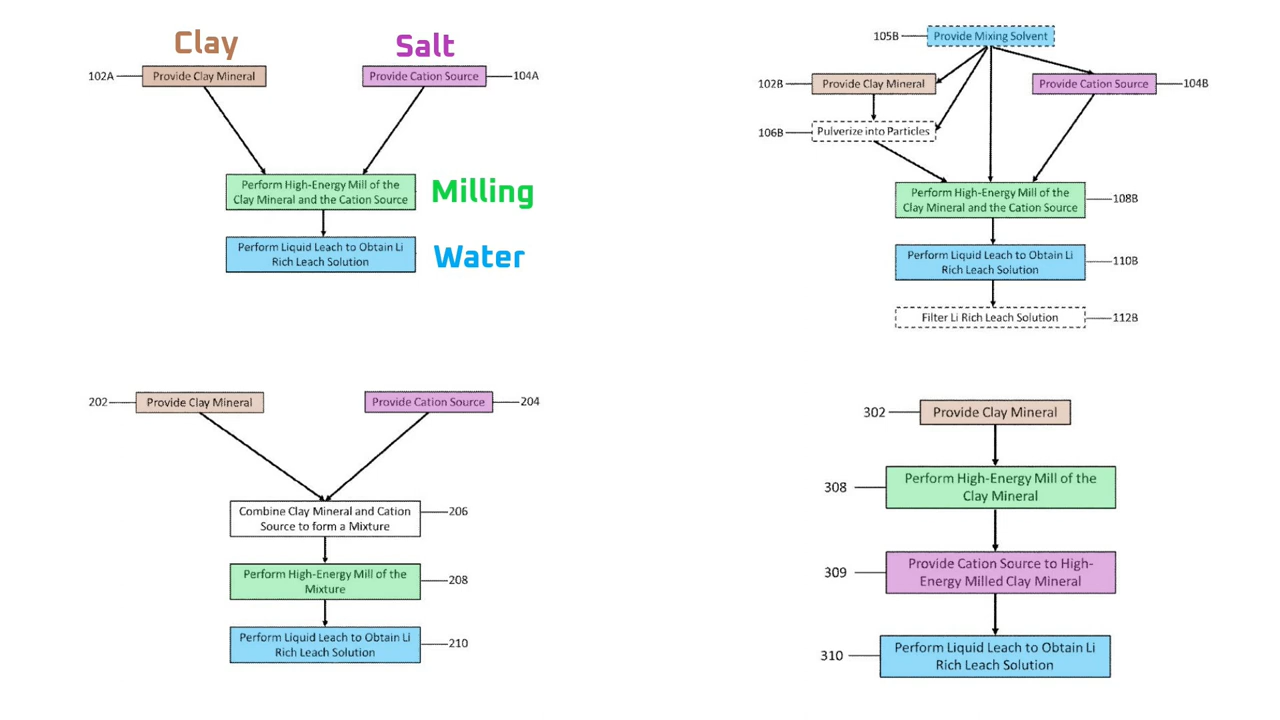 Clay
Salt
102A
Provide Clay Mineral
Provide Cation Source
104A
Perform High-Energy Mill of the
Clay Mineral and the Cation Source
Milling
Perform Liquid Leach to Obtain Li
Rich Leach Solution
Water
105B
Provide Mixing Solvent
102B
Provide Clay Mineral
Provide Cation Source
104B
106B
Pulverize into Particles
Perform High-Energy Mill of the
Clay Mineral and the Cation Source
108B
Perform Liquid Leach to Obtain Li
Rich Leach Solution
110B
Filter Li Rich Leach Solution
112B
202
Provide Clay Mineral
Provide Cation Source
204
Combine Clay Mineral and Cation
Source to form a Mixture
206
Perform High-Energy Mill of the
Mixture
208
Perform Liquid Leach to Obtain Li
Rich Leach Solution
210
302
Provide Clay Mineral
308
Perform High-Energy Mill of the
Clay Mineral
309
Provide Cation Source to High-
Energy Milled Clay Mineral
310
Perform Liquid Leach to Obtain Li
Rich Leach Solution